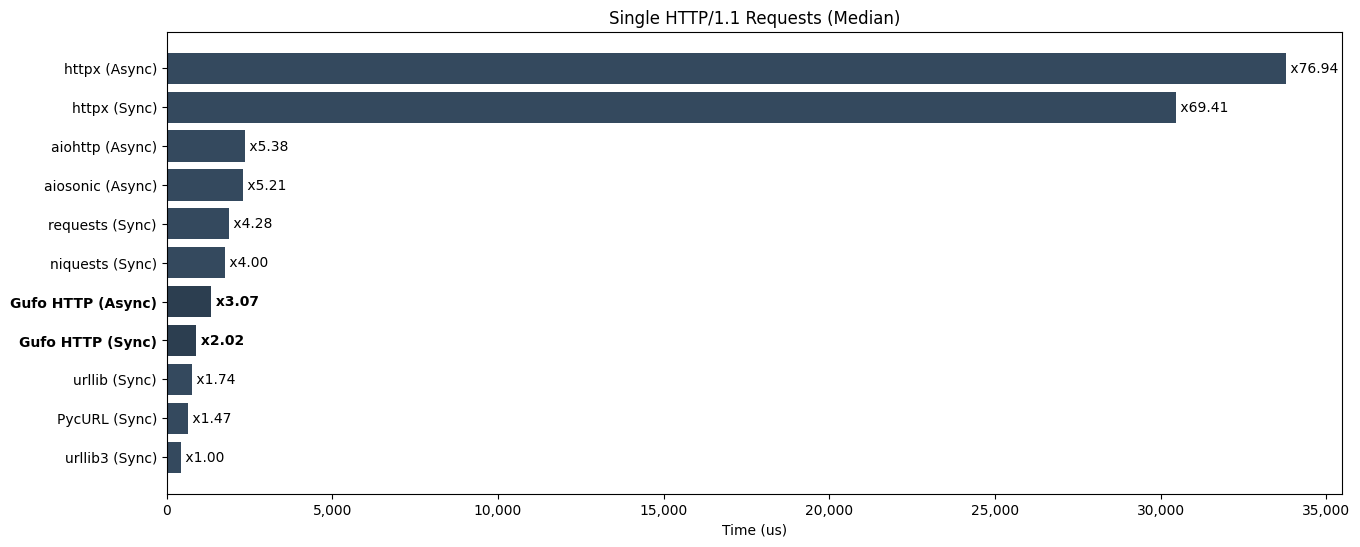 Single HTTP/1.1 Requests (Median)
httpx (Async) x76.94
httpx (Sync) x69.41
aiohttp (Async) x5.38
aiosonic (Async) x5.21
requests (Sync) x4.28
niquests (Sync) x4.00
Gufo HTTP (Async) x3.07
Gufo HTTP (Sync) x2.02
urllib (Sync) x1.74
PycURL (Sync) x1.47
urllib3 (Sync) x1.00
0 5,000 10,000 15,000 20,000 25,000 30,000 35,000
Time (us)